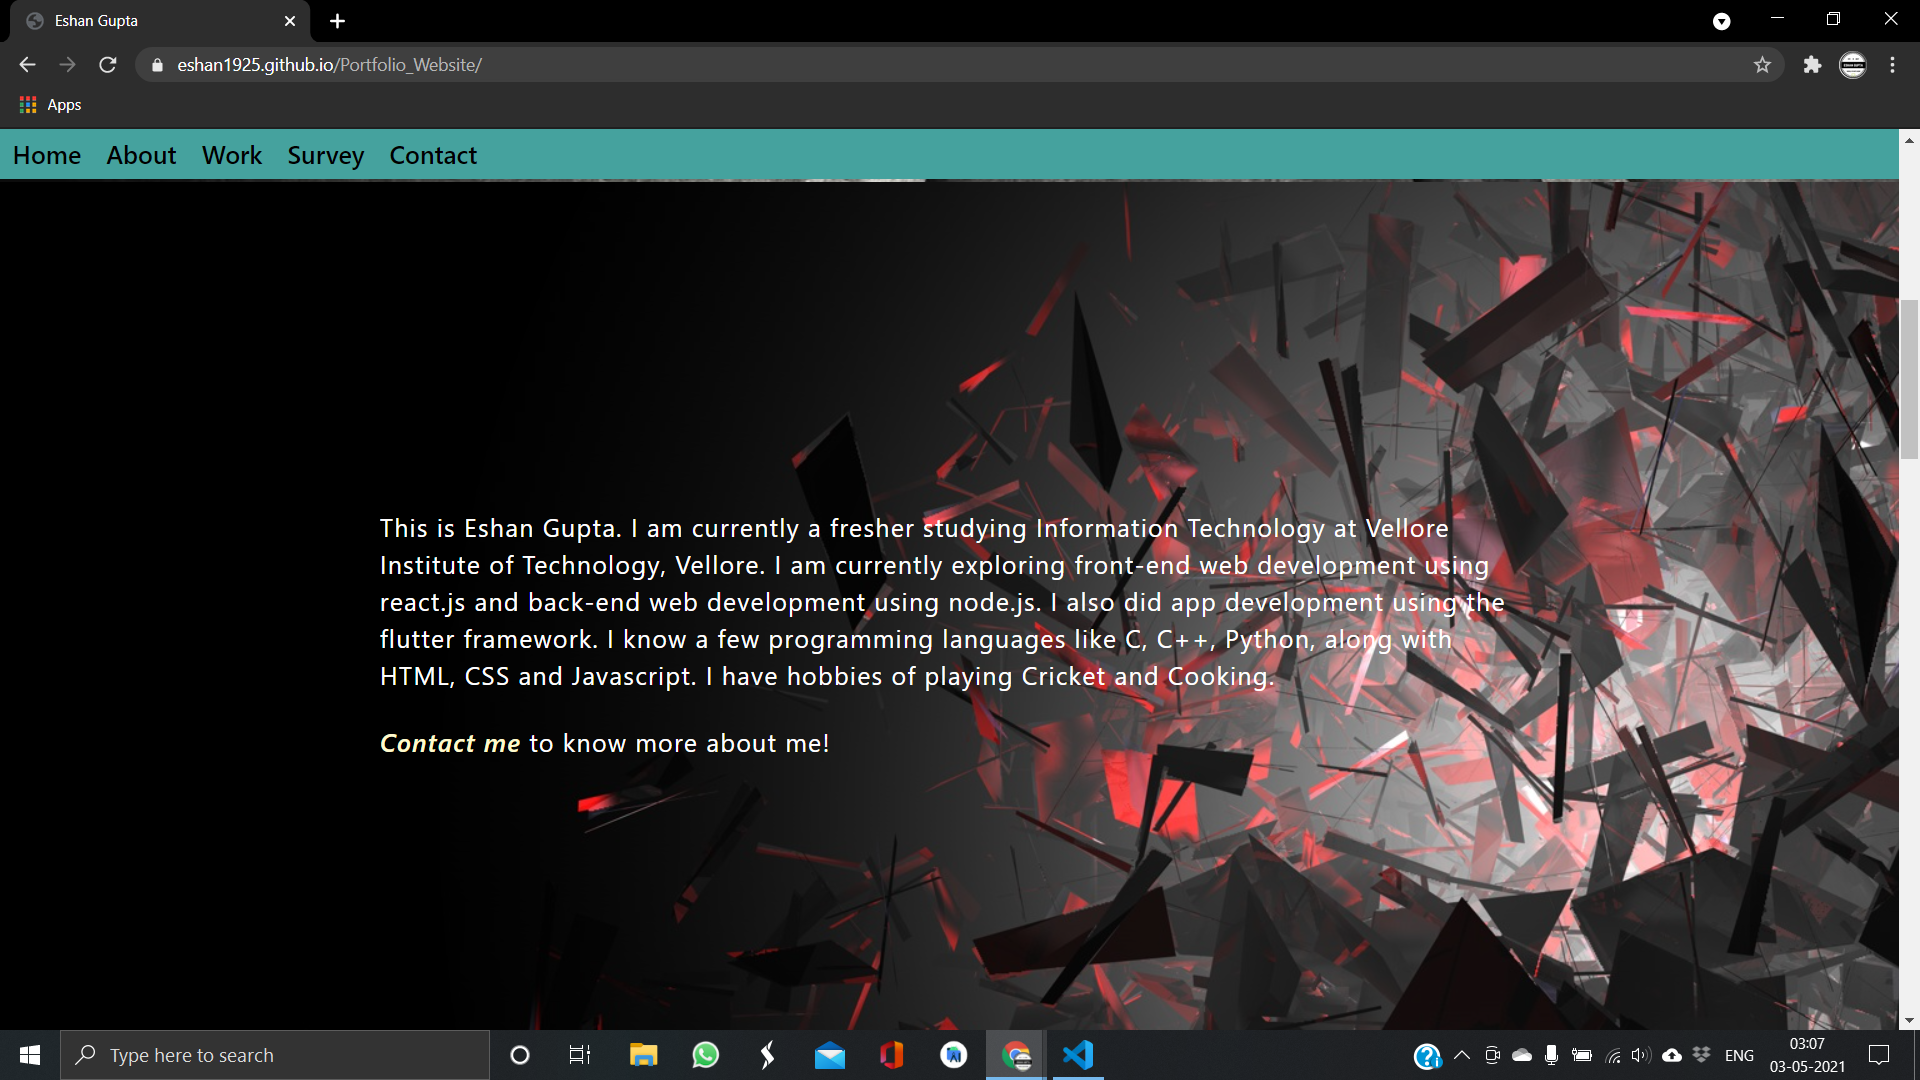 Eshan Gupta
eshan1925.github.io/Portfolio_Website/
Apps
Home About Work Survey Contact
This is Eshan Gupta. I am currently a fresher studying Information Technology at Vellore
Institute of Technology, Vellore. I am currently exploring front-end web development using
react.js and back-end web development using node.js. I also did app development using the
flutter framework. I know a few programming languages like C, C++, Python, along with
HTML, CSS and Javascript. I have hobbies of playing Cricket and Cooking.
Contact me to know more about me!
Type here to search
ENG
03:07
03-05-2021